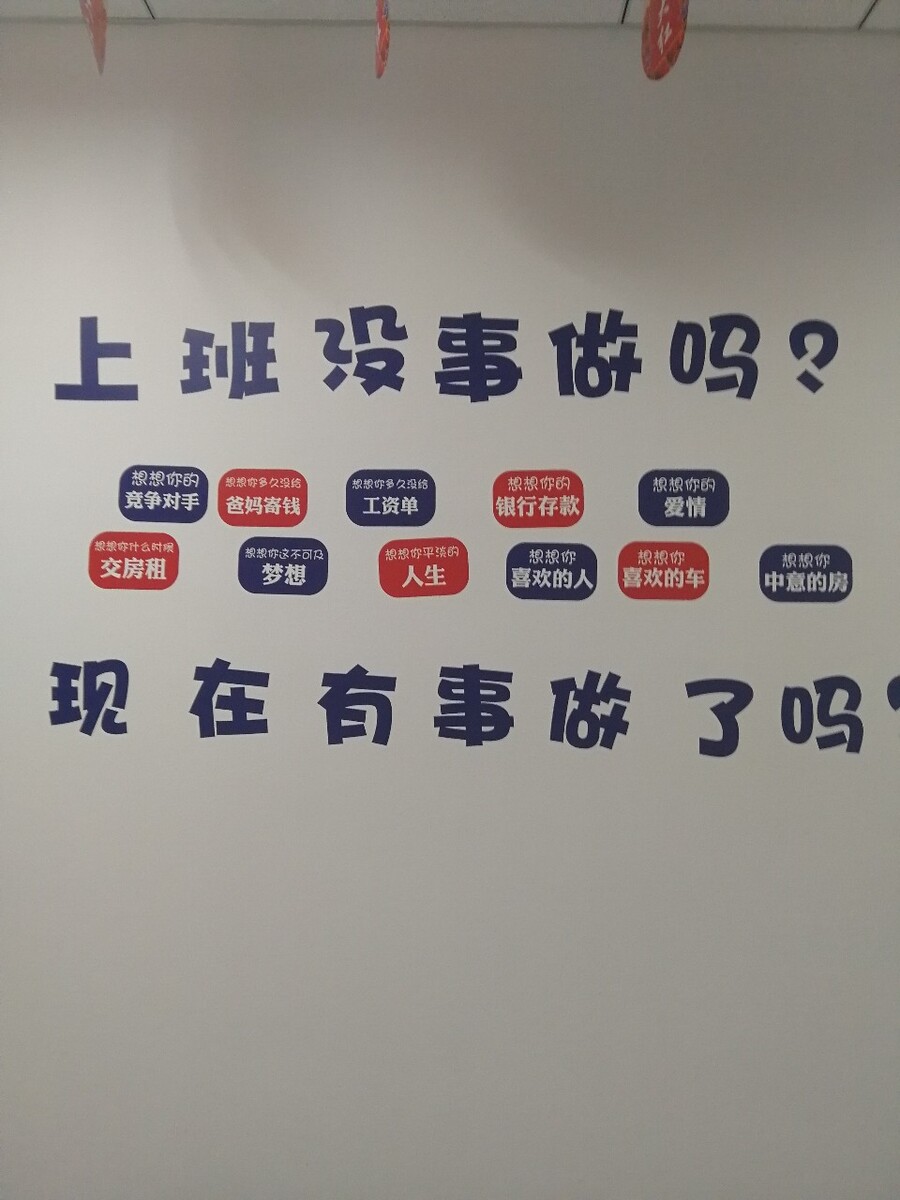 上班没事做吗?
想想你的
竞争对手
想想你多久没给
爸妈寄钱
想想你多久没给
工资单
想想你的
银行存款
想想你的
爱情
想想你什么时候
交房租
想想你这不可及
梦想
想想你平淡的
人生
想想你
喜欢的人
想想你
喜欢的车
想想你
中意的房
现在有事做了吗?